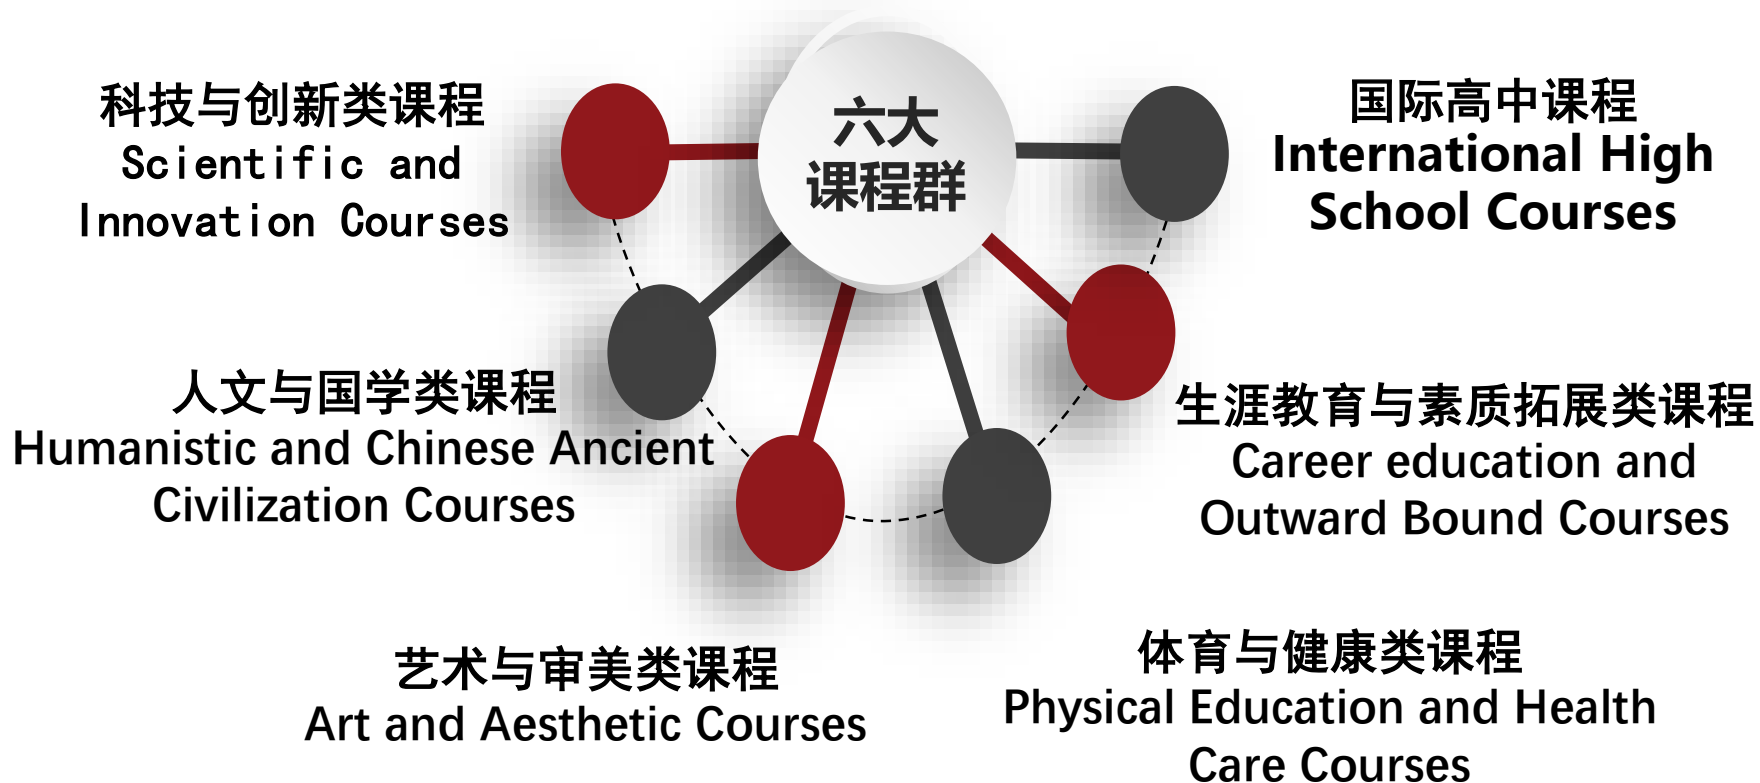 六大
课程群
科技与创新类课程
Scientific and
Innovation Courses
人文与国学类课程
Humanistic and Chinese Ancient
Civilization Courses
艺术与审美类课程
Art and Aesthetic Courses
体育与健康类课程
Physical Education and Health
Care Courses
生涯教育与素质拓展类课程
Career education and
Outward Bound Courses
国际高中课程
International High
School Courses